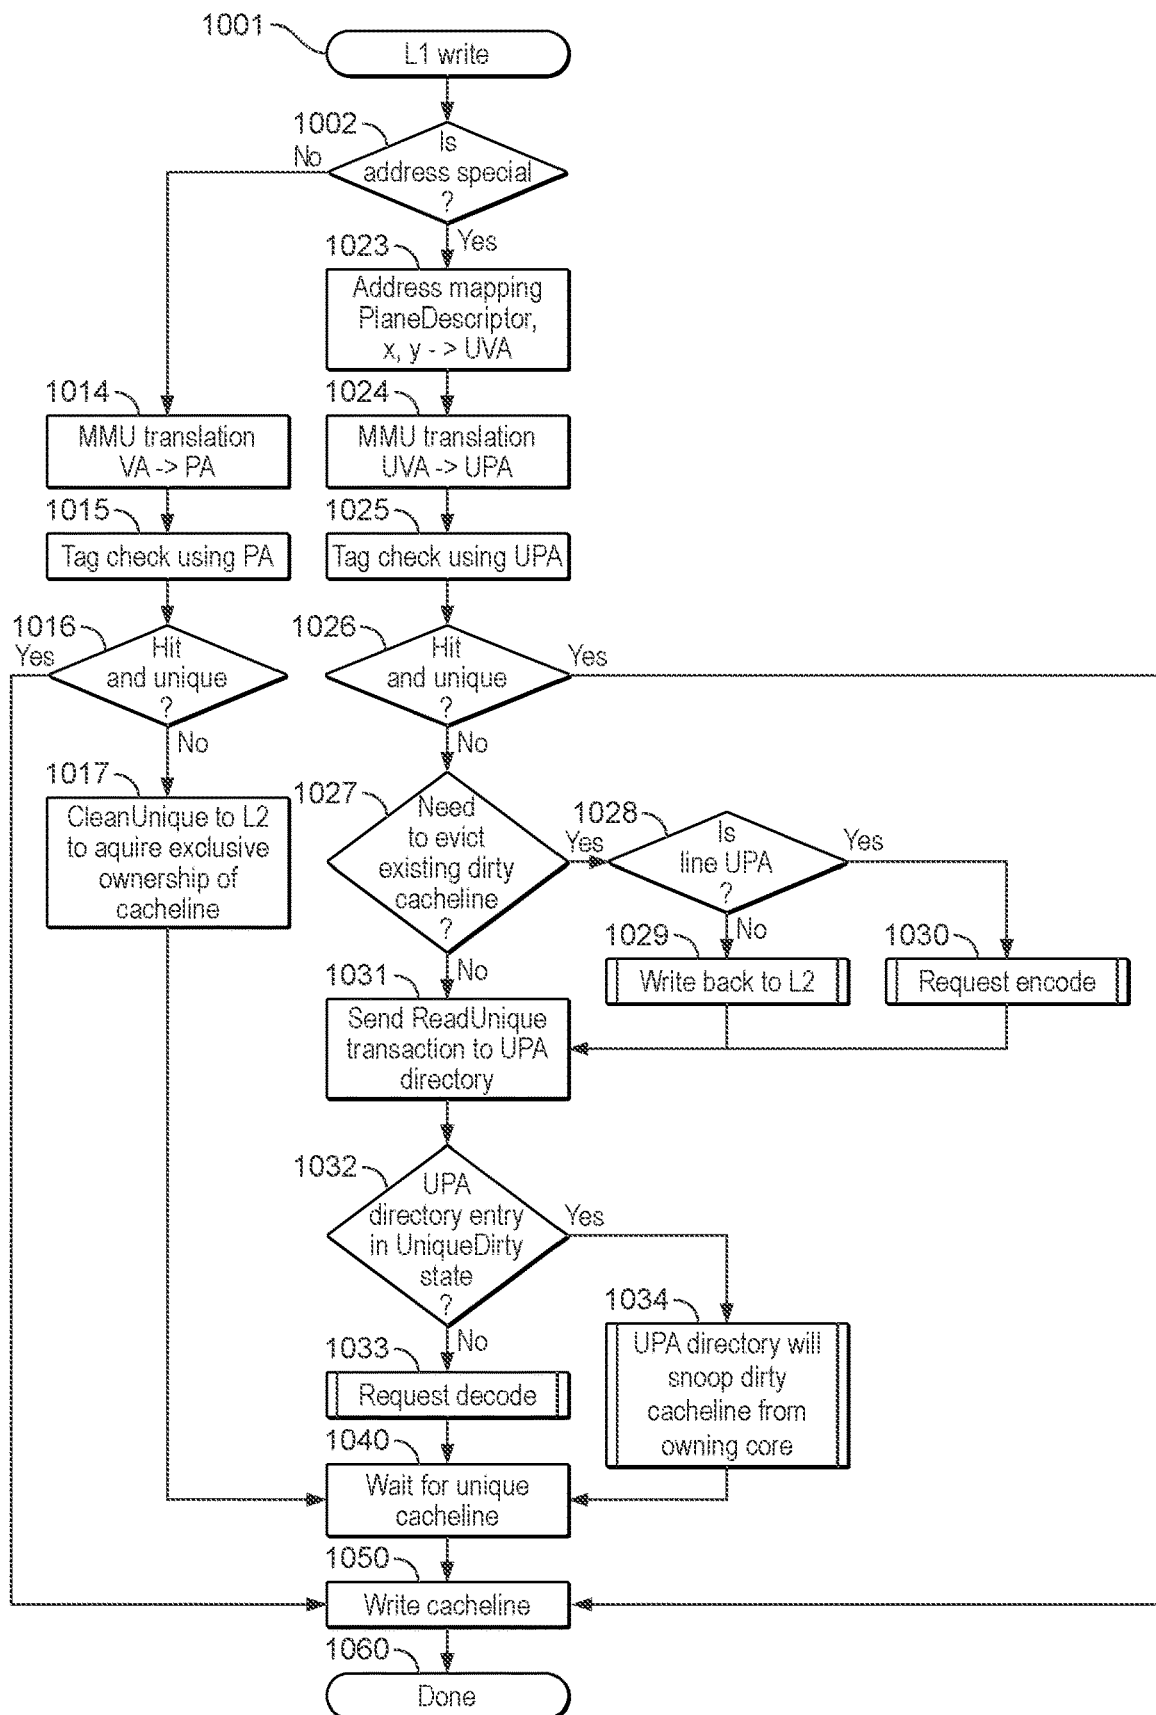 1001
L1 write
1002
Is
address special
?
No
Yes
1023
Address mapping
PlaneDescriptor,
x, y - > UVA
1014
MMU translation
VA -> PA
1024
MMU translation
UVA -> UPA
1015
Tag check using PA
1025
Tag check using UPA
1016
Yes
Hit
and unique
?
No
1026
Hit
and unique
?
Yes
No
1017
CleanUnique to L2
to aquire exclusive
ownership of
cacheline
1027
Need
to evict
existing dirty
cacheline
?
Yes
No
1028
Is
line UPA
?
Yes
No
1029
Write back to L2
1030
Request encode
1031
Send ReadUnique
transaction to UPA
directory
1032
UPA
directory entry
in UniqueDirty
state
?
Yes
No
1033
Request decode
1034
UPA directory will
snoop dirty
cacheline from
owning core
1040
Wait for unique
cacheline
1050
Write cacheline
1060
Done